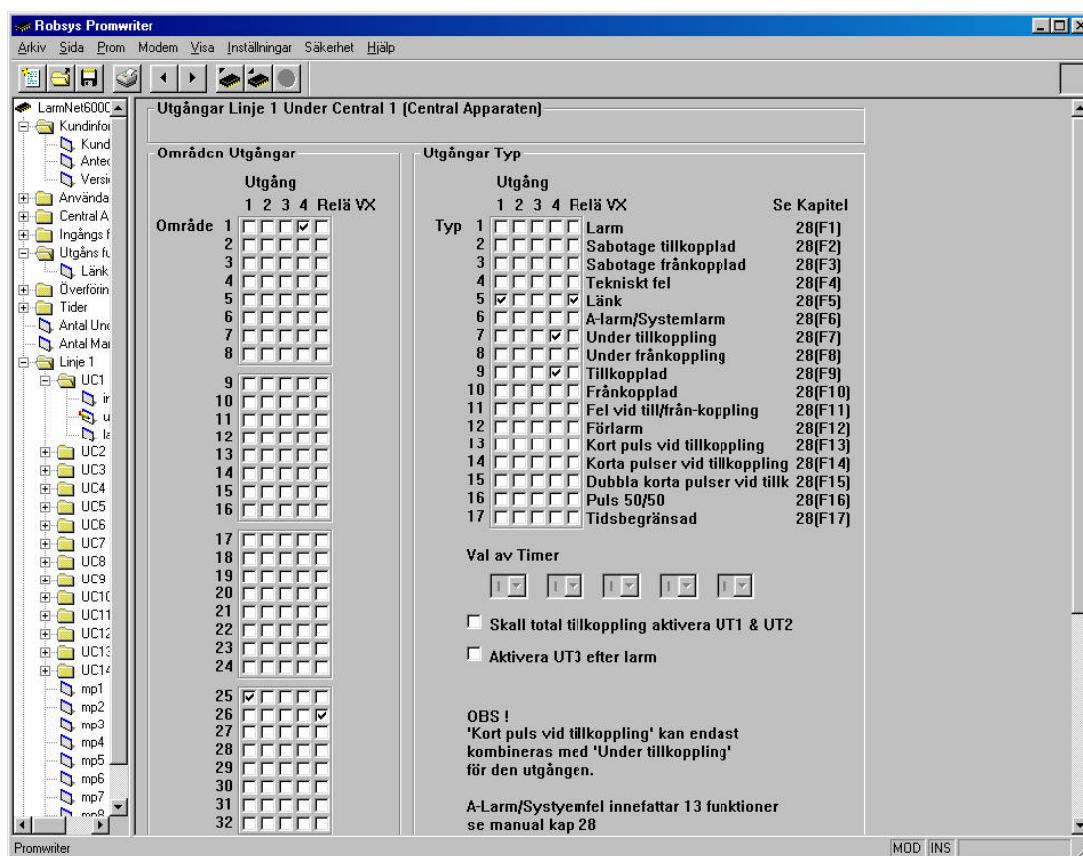 Robsys Promwriter
Arkiv Sida Prom Modem Visa Inställningar Säkerhet Hjälp
LarmNet6000
Kundinfor
Kund
Antec
Versi
Använda
Central A
Ingångs f
Utgåns fu
Länk
Överförin
Tider
Antal Und
Antal Mar
Linje 1
UC1
in
u
la
UC2
UC3
UC4
UC5
UC6
UC7
UC8
UC9
UC10
UC11
UC12
UC13
UC14
mp1
mp2
mp3
mp4
mp5
mp6
mp7
mp8
Utgångar Linje 1 Under Central 1 (Central Apparaten)
Områden Utgångar
Utgång
1 2 3 4 Relä VX
Område 1
2
3
4
5
6
7
8
9
10
11
12
13
14
15
16
17
18
19
20
21
22
23
24
25
26
27
28
29
30
31
32
Utgångar Typ
Utgång
1 2 3 4 Relä VX Se Kapitel
Typ 1 Larm 28(F1)
2 Sabotage tillkopplad 28(F2)
3 Sabotage frånkopplad 28(F3)
4 Tekniskt fel 28(F4)
5 Länk 28(F5)
6 A-larm/Systemlarm 28(F6)
7 Under tillkoppling 28(F7)
8 Under frånkoppling 28(F8)
9 Tillkopplad 28(F9)
10 Frånkopplad 28(F10)
11 Fel vid till/från-koppling 28(F11)
12 Förlarm 28(F12)
13 Kort puls vid tillkoppling 28(F13)
14 Korta pulser vid tillkoppling 28(F14)
15 Dubbla korta pulser vid tillk 28(F15)
16 Puls 50/50 28(F16)
17 Tidsbegränsad 28(F17)
Val av Timer
1 1 1 1 1
Skall total tillkoppling aktivera UT1 & UT2
Aktivera UT3 efter larm
OBS !
'Kort puls vid tillkoppling' kan endast
kombineras med 'Under tillkoppling'
för den utgången.
A-Larm/Systyemfel innefattar 13 funktioner
se manual kap 28
Promwriter
MOD INS